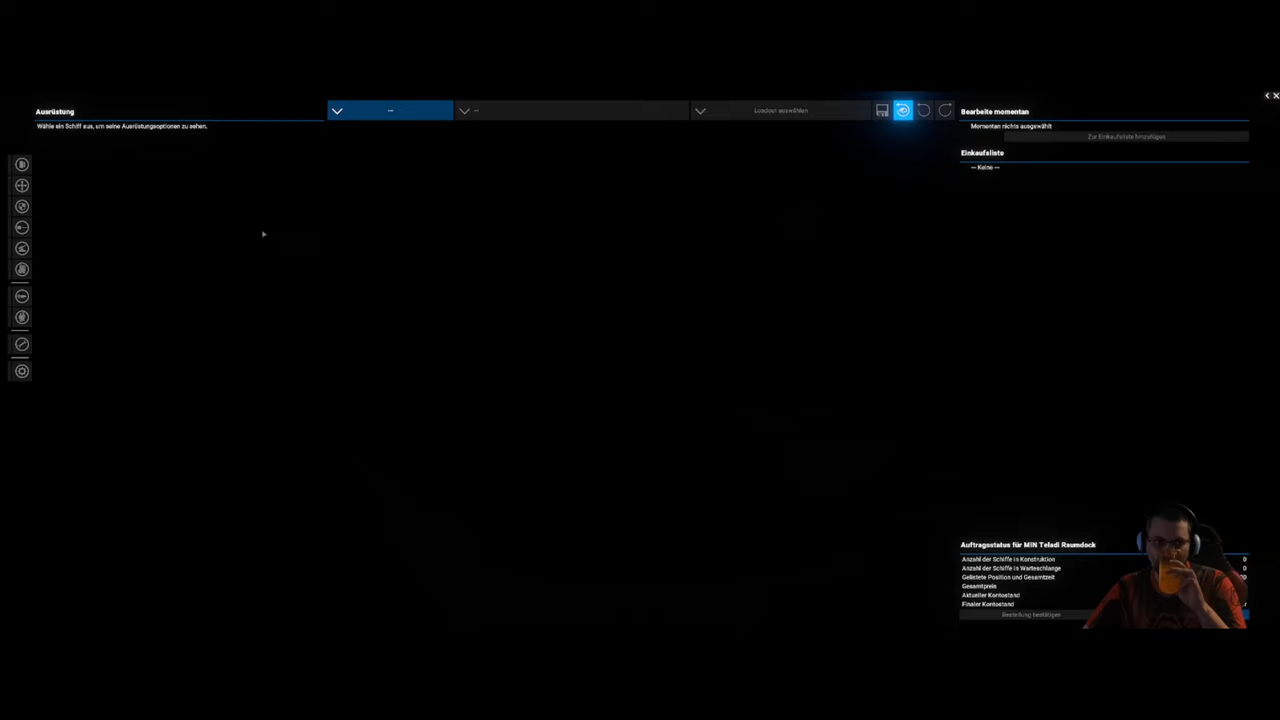 Ausrüstung
Wähle ein Schiff aus, um seine Ausrüstungsoptionen zu sehen.
--
--
Loadout auswählen
Bearbeite momentan
Momentan nichts ausgewählt
Zur Einkaufsliste hinzufügen
Einkaufsliste
-- Keine --
Auftragsstatus für MIN Teladi Raumdock
Anzahl der Schiffe in Konstruktion 0
Anzahl der Schiffe in Warteschlange 0
Gelistete Position und Gesamtzeit
Gesamtpreis
Aktueller Kontostand
Finaler Kontostand
Bestellung bestätigen